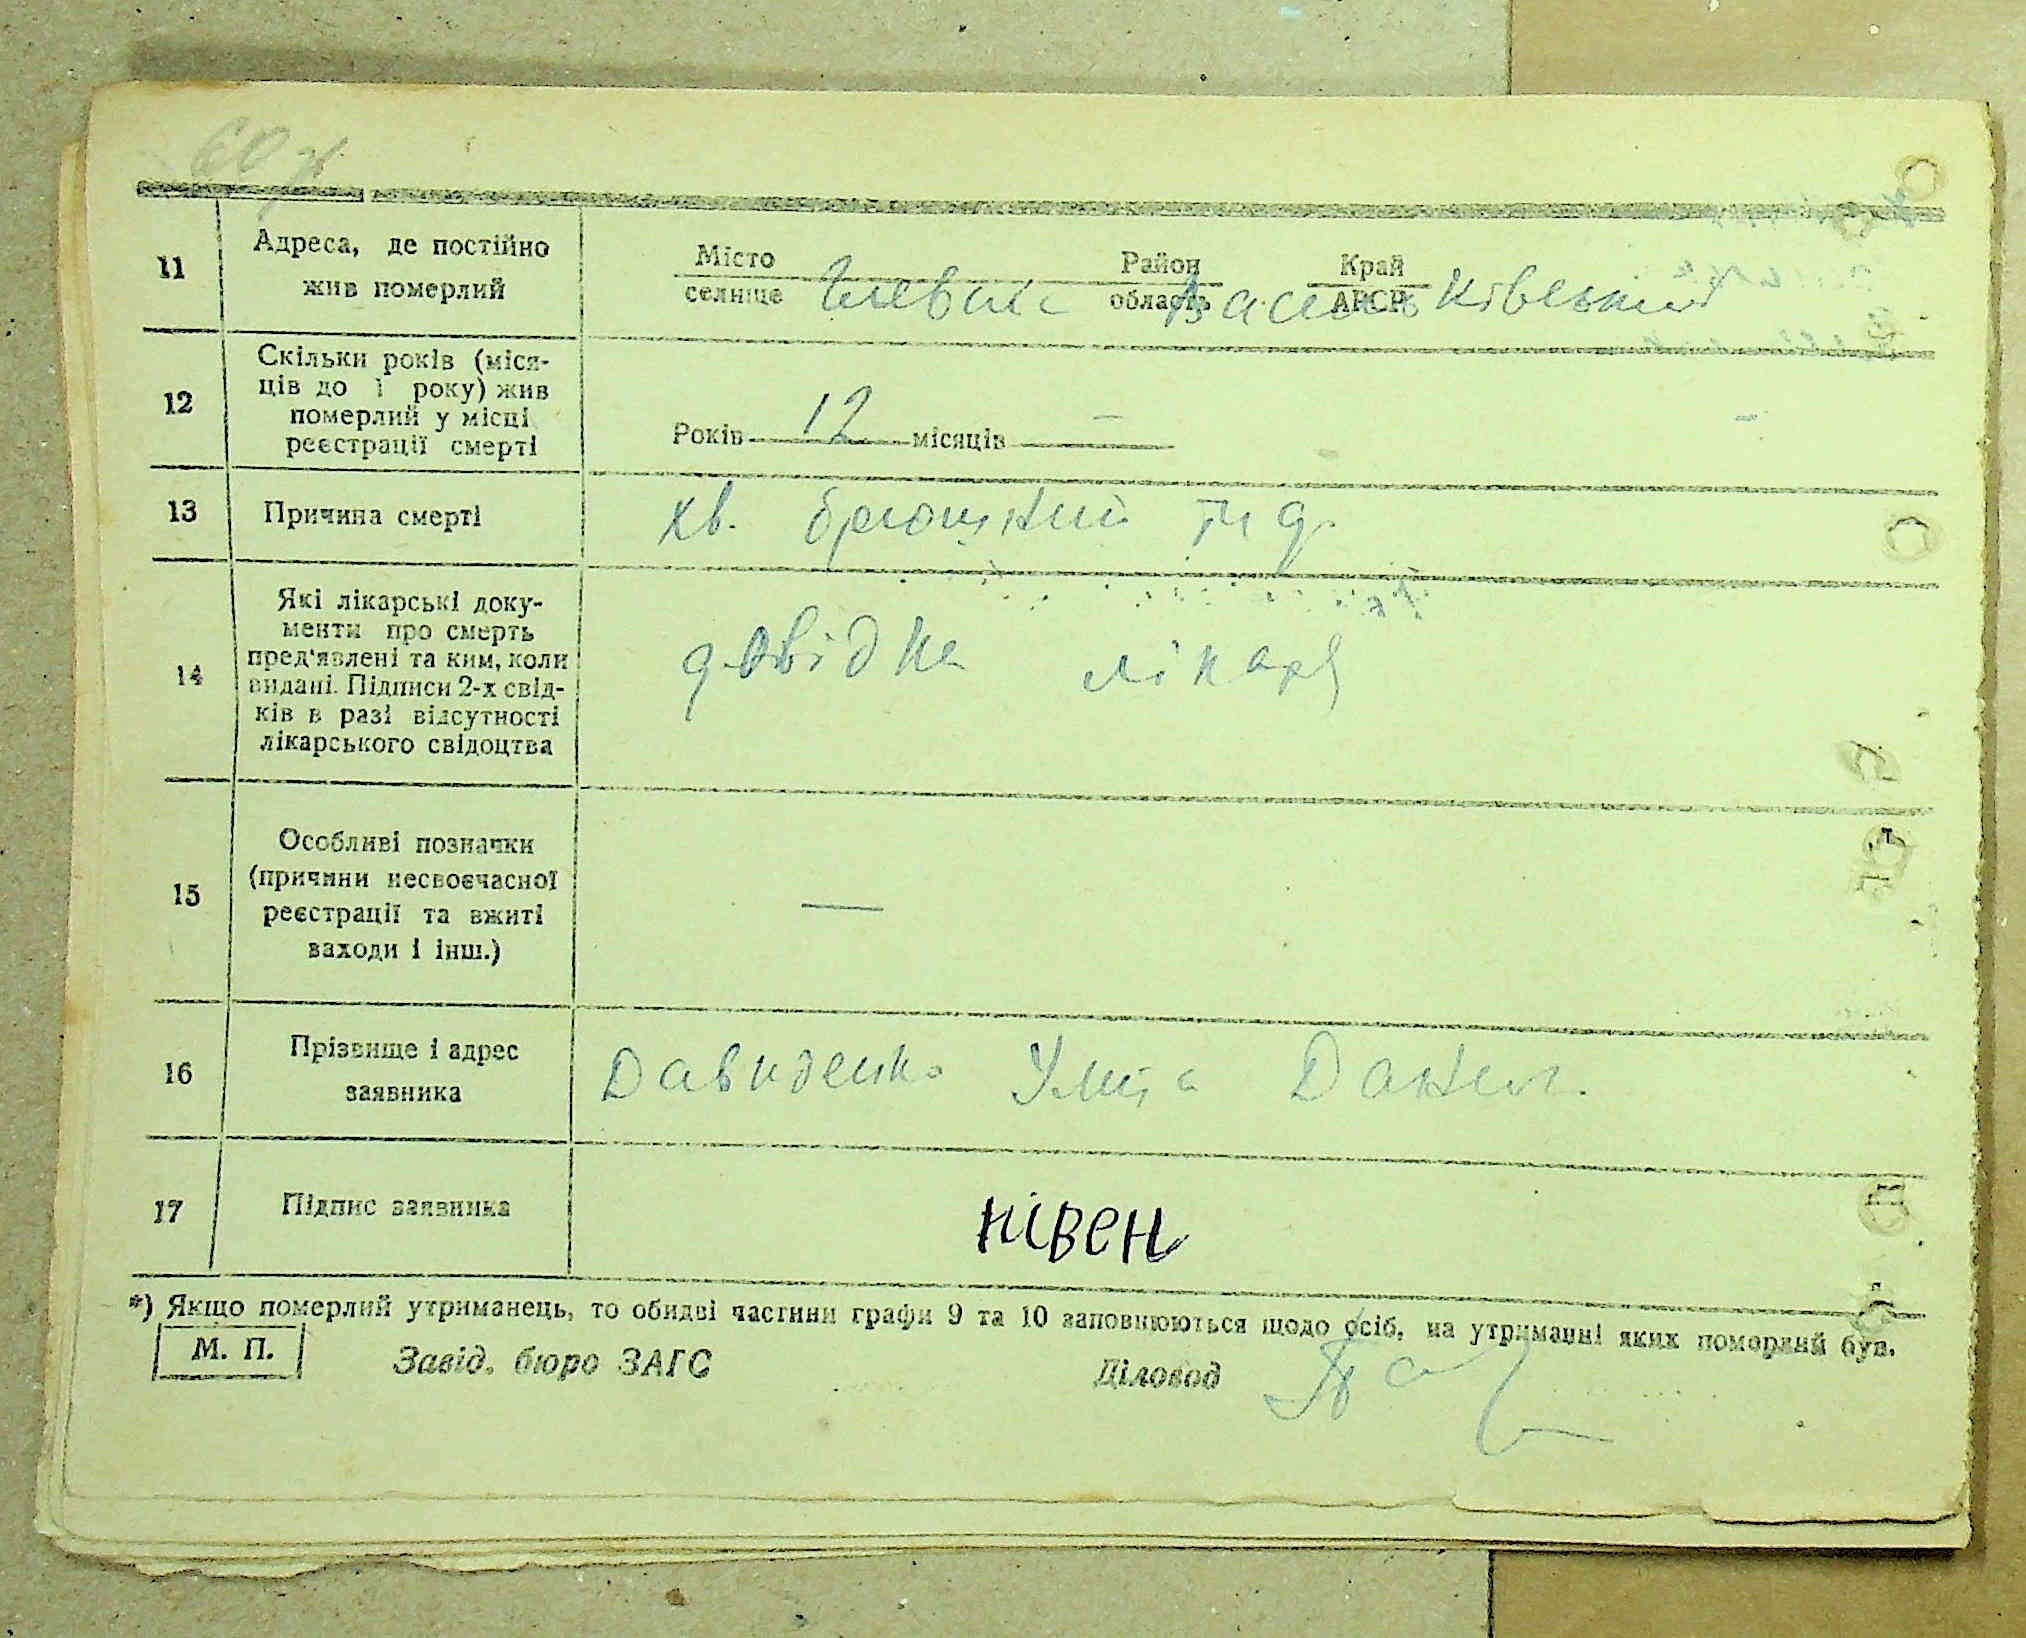 11
Адреса, де постійно
жив померлий
Місто
селище
Район
область
Край
АРСР
12
Скільки років (міся-
ців до 1 року) жив
померлий у місці
реєстрації смерті
Років 12 місяців —
13
Причина смерті
хв. брюшний тиф
14
Які лікарські доку-
менти про смерть
пред'явлені та ким, коли
видані. Підписи 2-х свід-
ків в разі відсутності
лікарського свідоцтва
довідка лікаря
15
Особливі позначки
(причини несвоєчасної
реєстрації та вжиті
заходи і інш.)
—
16
Прізвище і адрес
заявника
Давиденко
17
Підпис заявника
*) Якщо померлий утриманець, то обидві частини графи 9 та 10 заповнюються щодо осіб, на утриманні яких померлий був.
М. П.
Завід. бюро ЗАГС
Діловод